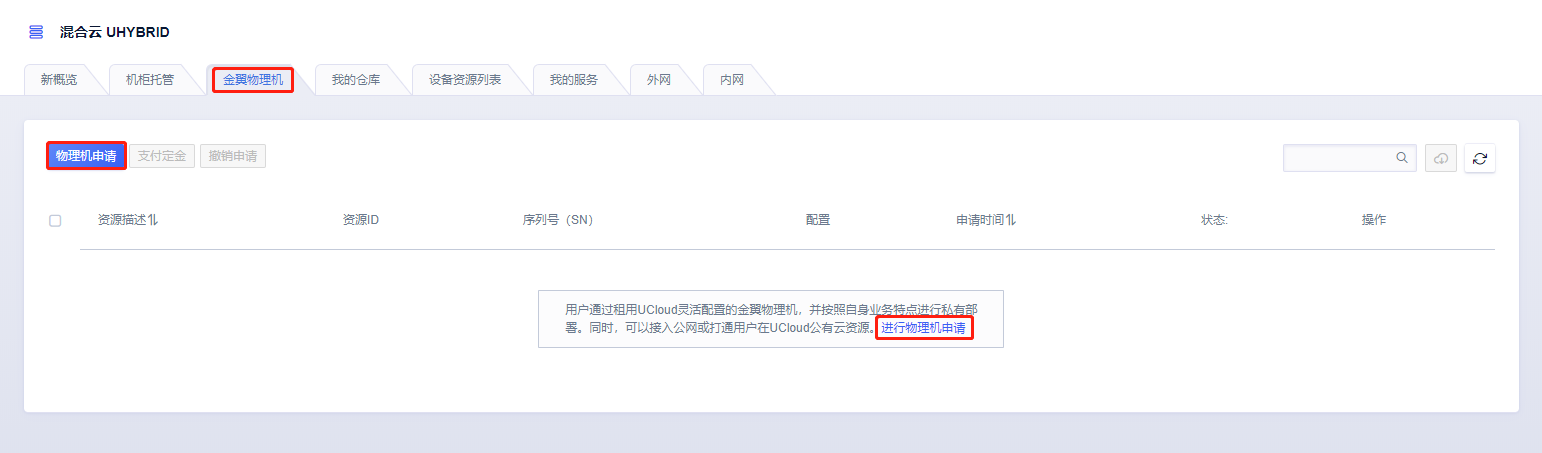 混合云 UHYBRID
新概览 机柜托管 金翼物理机 我的仓库 设备资源列表 我的服务 外网 内网
物理机申请 支付定金 撤销申请
资源描述 资源ID 序列号（SN） 配置 申请时间 状态: 操作
用户通过租用UCloud灵活配置的金翼物理机，并按照自身业务特点进行私有部
署。同时，可以接入公网或打通用户在UCloud公有云资源。进行物理机申请